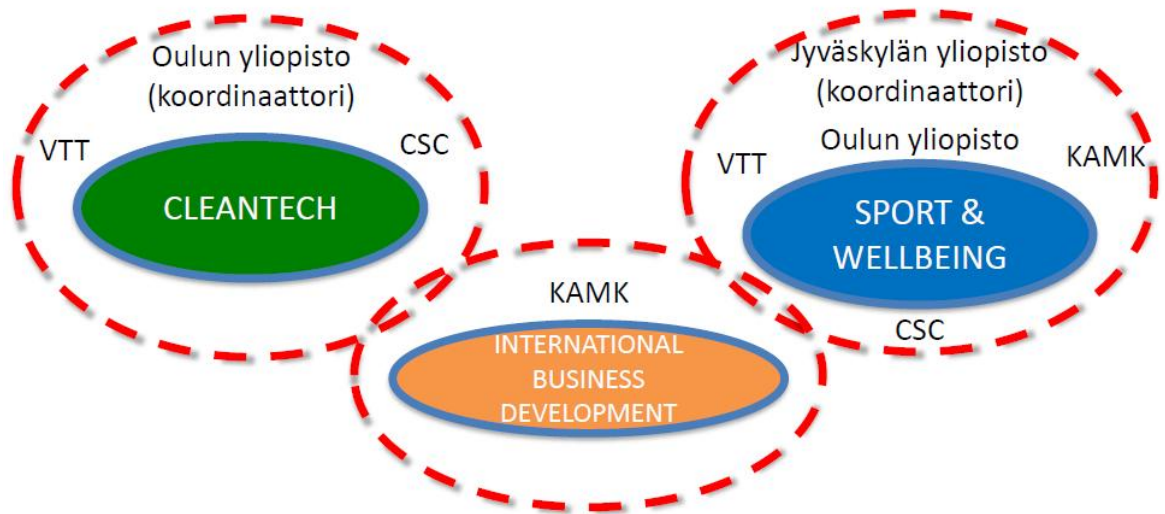 Oulun yliopisto
(koordinaattori)
VTT
CSC
CLEANTECH
Jyväskylän yliopisto
(koordinaattori)
Oulun yliopisto
VTT
KAMK
SPORT &
WELLBEING
CSC
KAMK
INTERNATIONAL
BUSINESS
DEVELOPMENT